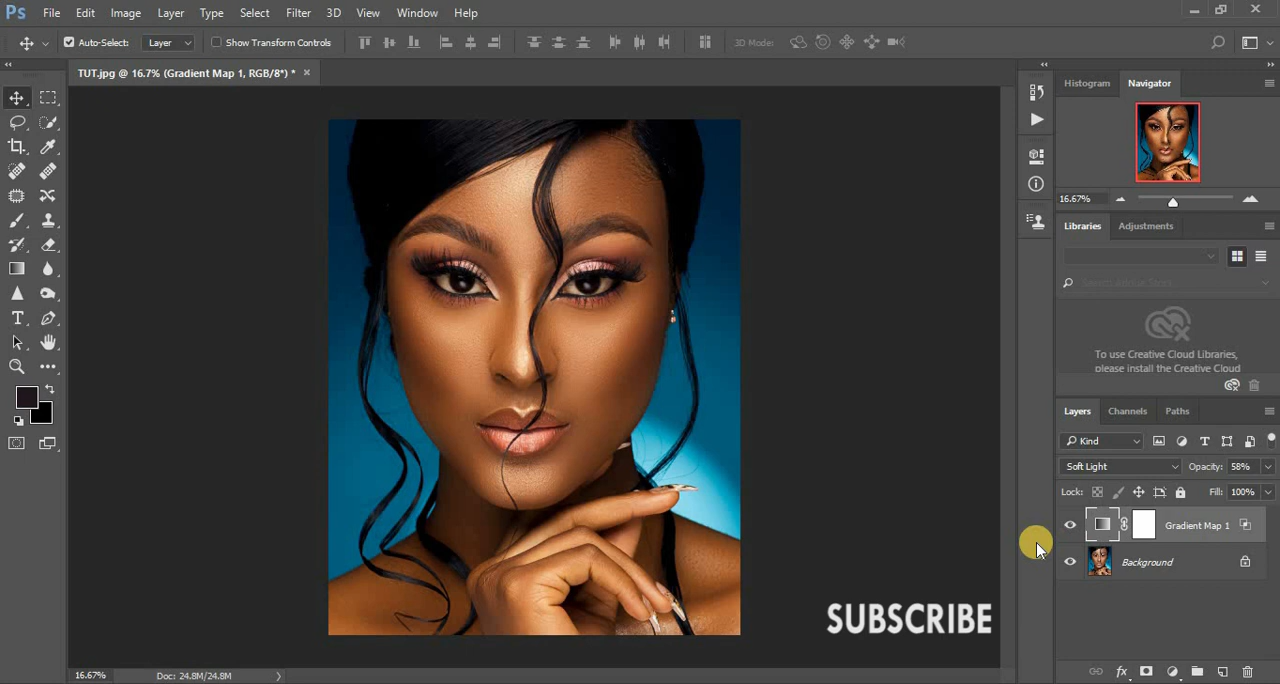 Ps File Edit Image Layer Type Select Filter 3D View Window Help
Auto-Select: Layer Show Transform Controls 3D Mode:
TUT.jpg @ 16.7% (Gradient Map 1, RGB/8*) *
Histogram Navigator
16.67%
Libraries Adjustments
To use Creative Cloud Libraries,
please install the Creative Cloud
Layers Channels Paths
Kind
Soft Light Opacity: 58%
Lock: Fill: 100%
Gradient Map 1
Background
SUBSCRIBE
16.67% Doc: 24.8M/24.8M